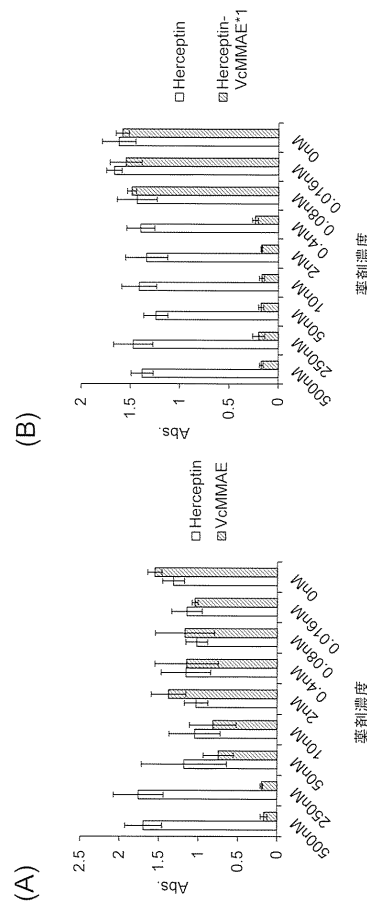 (A)
2.5
2
1.5
1
0.5
0
Abs.
500nM
250nM
50nM
10nM
2nM
0.4nM
0.08nM
0.016nM
0nM
薬剤濃度
Herceptin
VcMMAE
(B)
2
1.5
1
0.5
0
Abs.
500nM
250nM
50nM
10nM
2nM
0.4nM
0.08nM
0.016nM
0nM
薬剤濃度
Herceptin
Herceptin-
VcMMAE*1